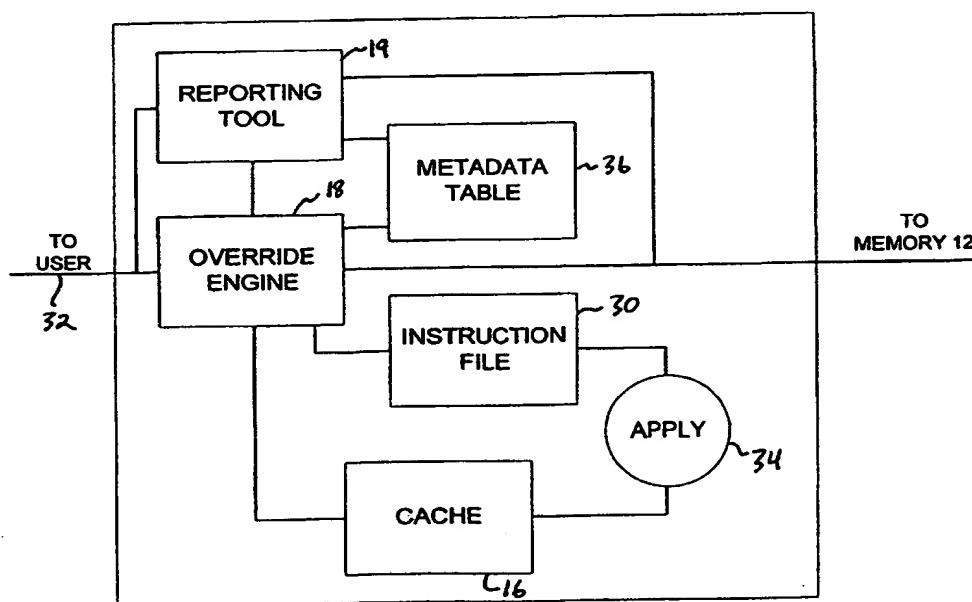 19
REPORTING
TOOL
METADATA
TABLE
36
18
TO
USER
32
OVERRIDE
ENGINE
TO
MEMORY 12
30
INSTRUCTION
FILE
APPLY
34
CACHE
16